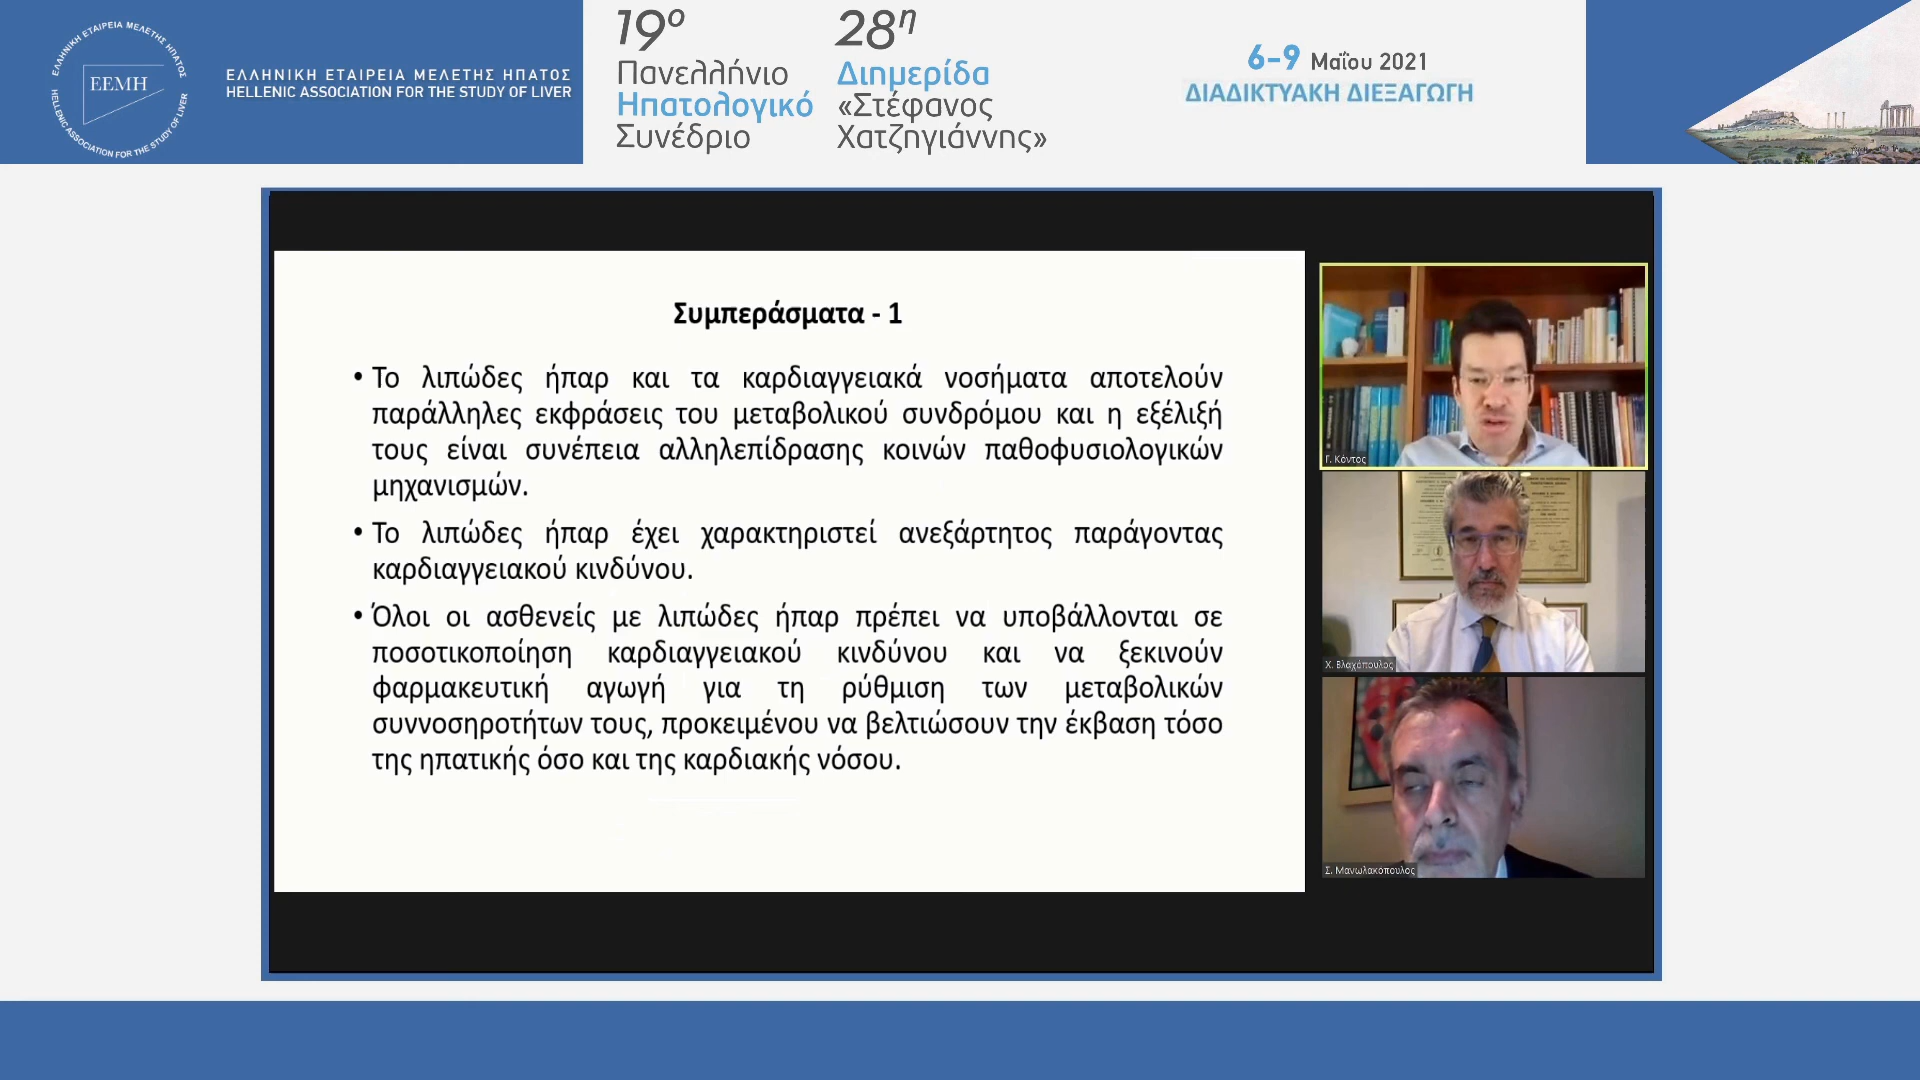 ΕΛΛΗΝΙΚΗ ΕΤΑΙΡΕΙΑ ΜΕΛΕΤΗΣ ΗΠΑΤΟΣ
HELLENIC ASSOCIATION FOR THE STUDY OF LIVER
ΕΕΜΗ
ΕΛΛΗΝΙΚΗ ΕΤΑΙΡΕΙΑ ΜΕΛΕΤΗΣ ΗΠΑΤΟΣ
HELLENIC ASSOCIATION FOR THE STUDY OF LIVER
19ο
Πανελλήνιο
Ηπατολογικό
Συνέδριο
28η
Διημερίδα
«Στέφανος
Χατζηγιάννης»
6-9 Μαΐου 2021
ΔΙΑΔΙΚΤΥΑΚΗ ΔΙΕΞΑΓΩΓΗ
Συμπεράσματα - 1
• Το λιπώδες ήπαρ και τα καρδιαγγειακά νοσήματα αποτελούν
παράλληλες εκφράσεις του μεταβολικού συνδρόμου και η εξέλιξή
τους είναι συνέπεια αλληλεπίδρασης κοινών παθοφυσιολογικών
μηχανισμών.
• Το λιπώδες ήπαρ έχει χαρακτηριστεί ανεξάρτητος παράγοντας
καρδιαγγειακού κινδύνου.
• Όλοι οι ασθενείς με λιπώδες ήπαρ πρέπει να υποβάλλονται σε
ποσοτικοποίηση καρδιαγγειακού κινδύνου και να ξεκινούν
φαρμακευτική αγωγή για τη ρύθμιση των μεταβολικών
συννοσηροτήτων τους, προκειμένου να βελτιώσουν την έκβαση τόσο
της ηπατικής όσο και της καρδιακής νόσου.
Γ. Κόντος
Χ. Βλαχόπουλος
Σ. Μανωλακόπουλος